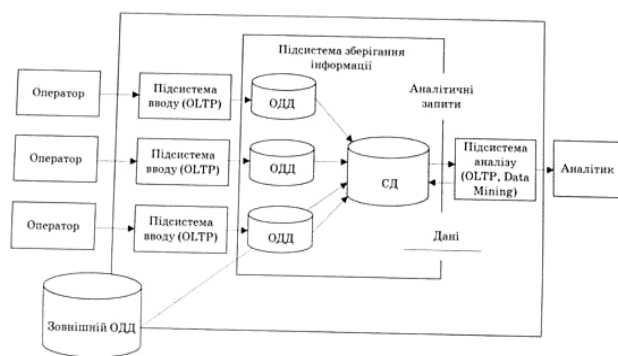 Підсистема зберігання
інформації
Оператор
Підсистема
вводу (OLTP)
ОДД
Аналітичні
запити
Оператор
Підсистема
вводу (OLTP)
ОДД
СД
Підсистема
аналізу
(OLTP, Data
Mining)
Аналітик
Оператор
Підсистема
вводу (OLTP)
ОДД
Дані
Зовнішній ОДД